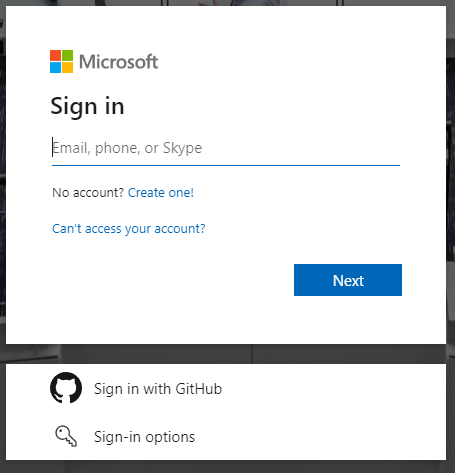 Microsoft
Sign in
Email, phone, or Skype
No account? Create one!
Can't access your account?
Next
Sign in with GitHub
Sign-in options